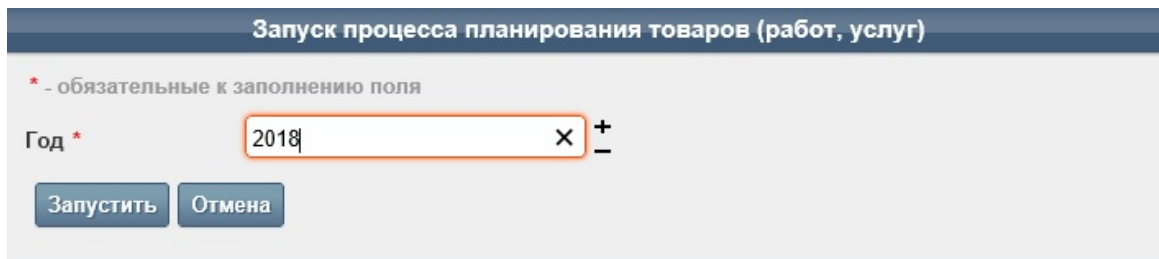 Запуск процесса планирования товаров (работ, услуг)
* - обязательные к заполнению поля
Год * 2018
Запустить Отмена